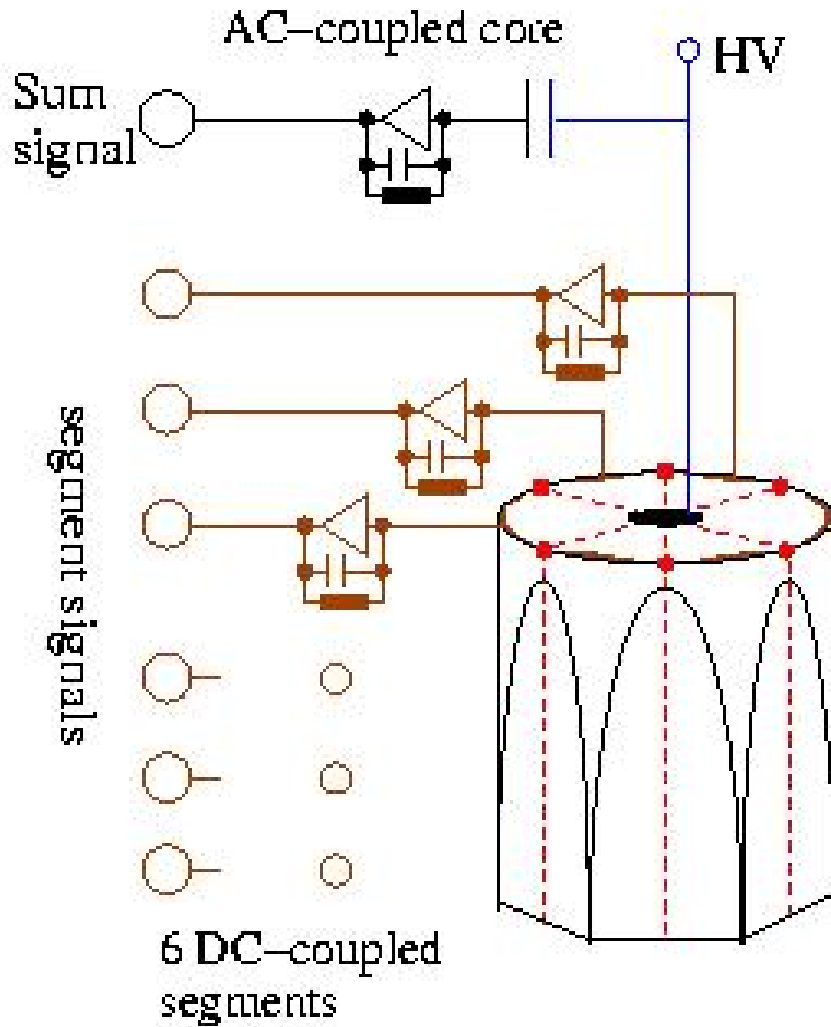 AC–coupled core
HV
Sum
signal
segment signals
6 DC–coupled
segments